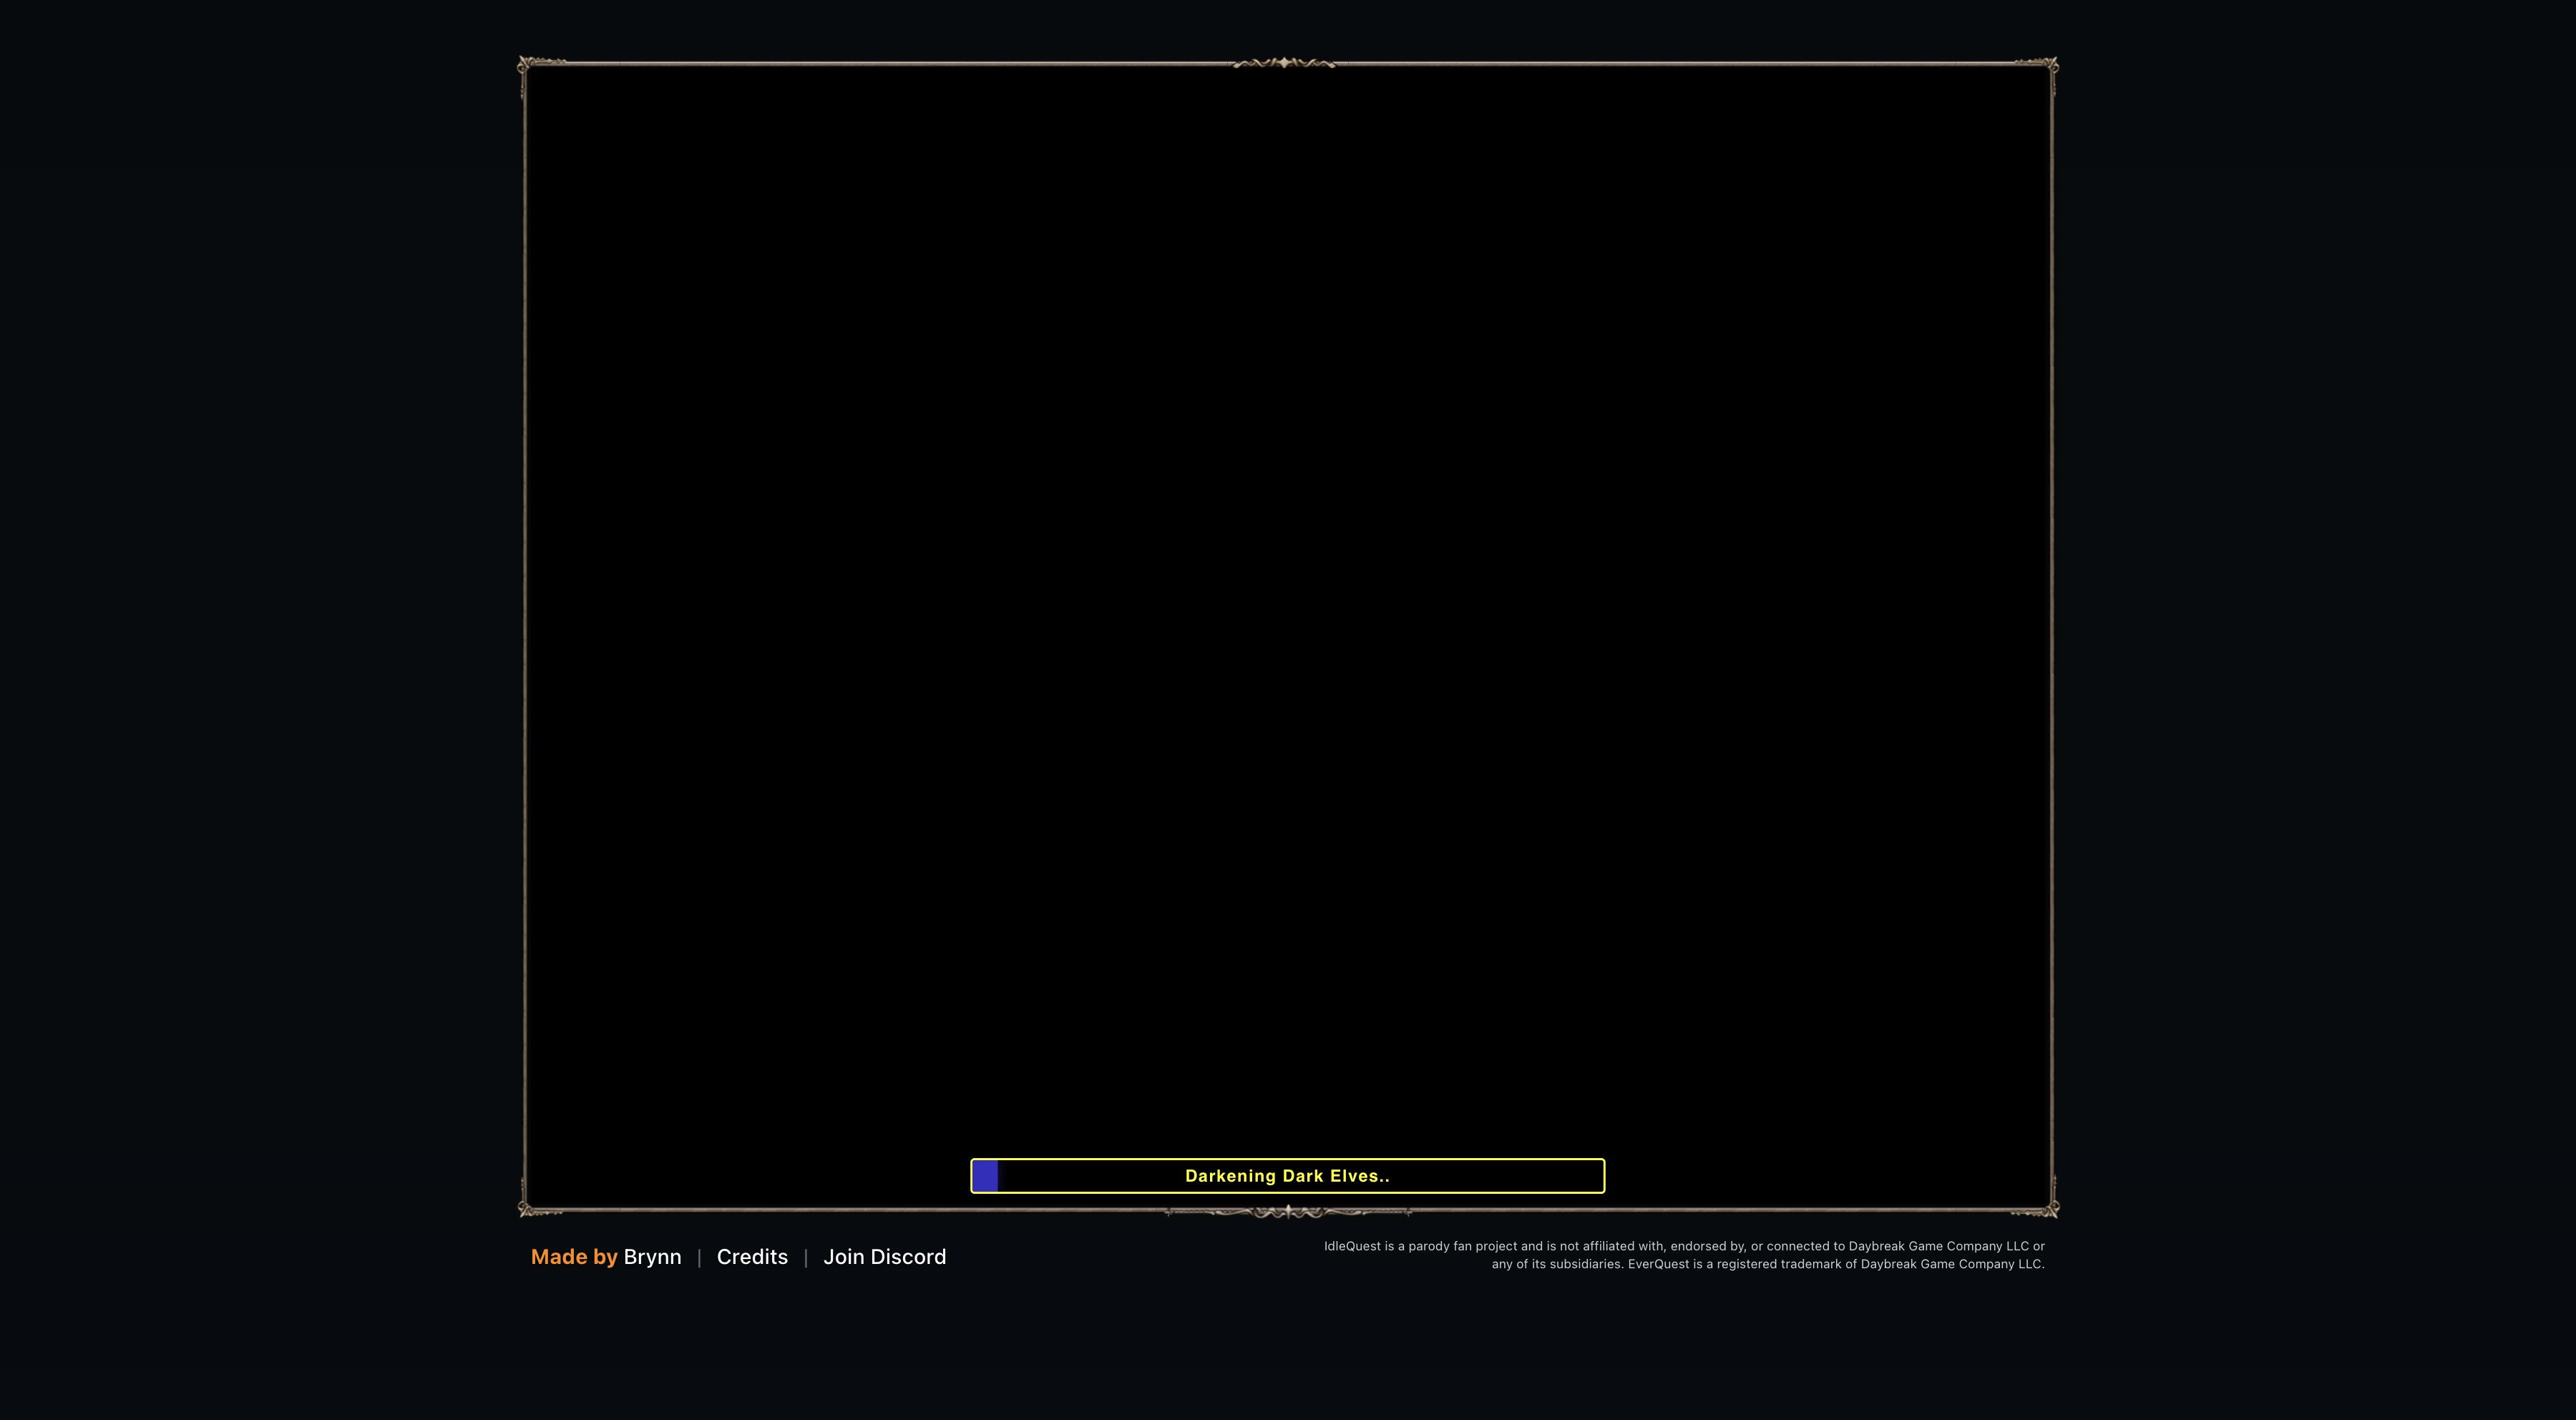 Darkening Dark Elves..
Made by Brynn | Credits | Join Discord
IdleQuest is a parody fan project and is not affiliated with, endorsed by, or connected to Daybreak Game Company LLC or
any of its subsidiaries. EverQuest is a registered trademark of Daybreak Game Company LLC.